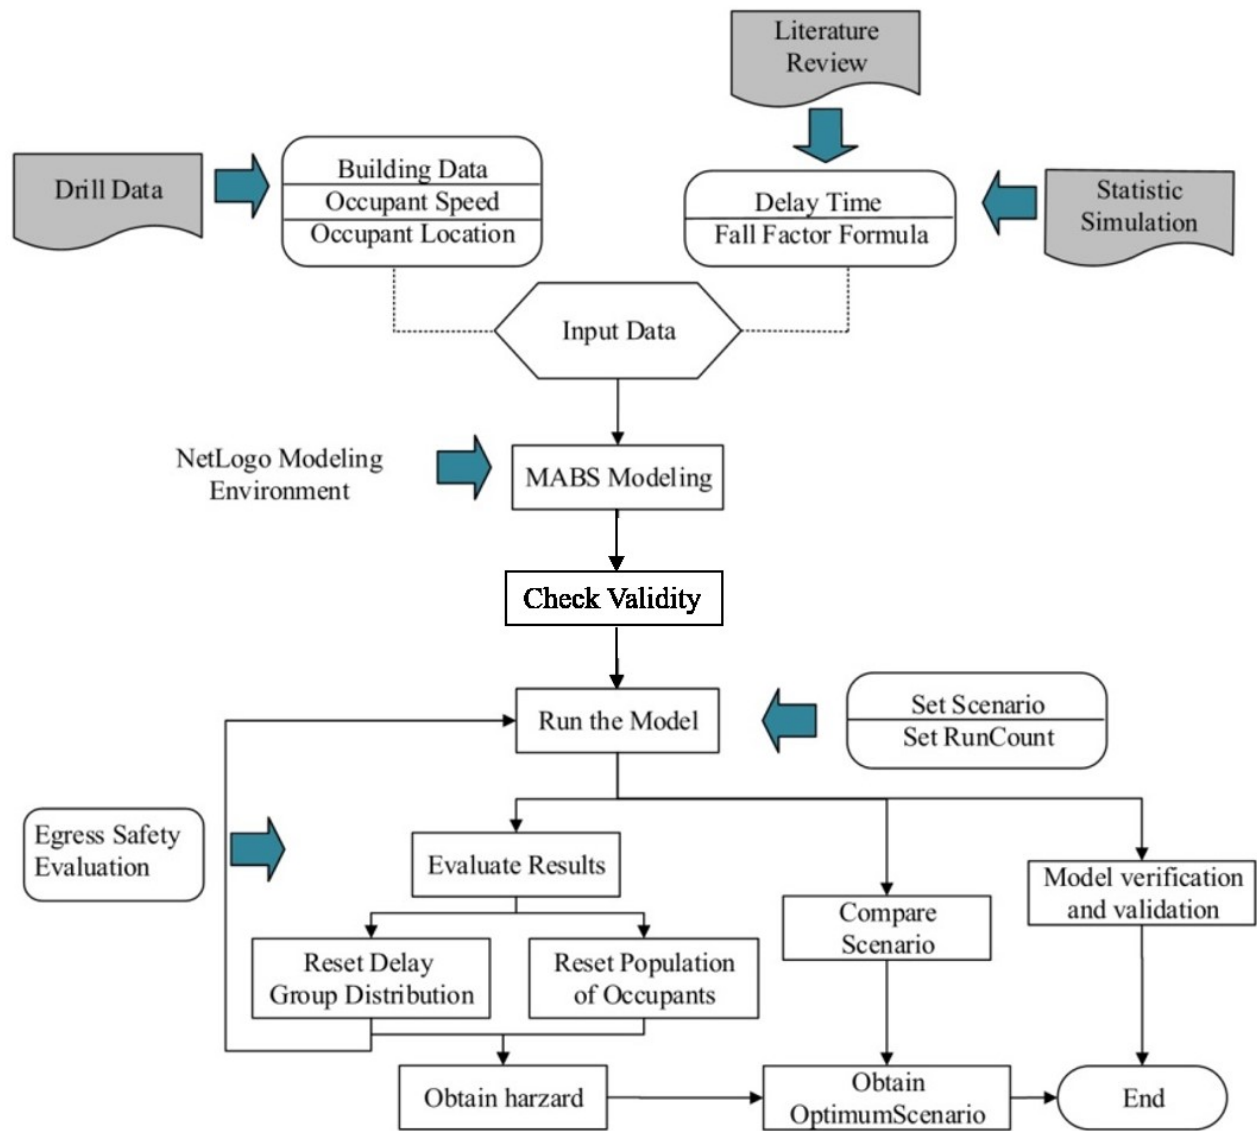 Literature
Review
Drill Data
Building Data
Occupant Speed
Occupant Location
Delay Time
Fall Factor Formula
Statistic
Simulation
Input Data
NetLogo Modeling
Environment
MABS Modeling
Check Validity
Run the Model
Set Scenario
Set RunCount
Egress Safety
Evaluation
Evaluate Results
Compare
Scenario
Model verification
and validation
Reset Delay
Group Distribution
Reset Population
of Occupants
Obtain harzard
Obtain
OptimumScenario
End